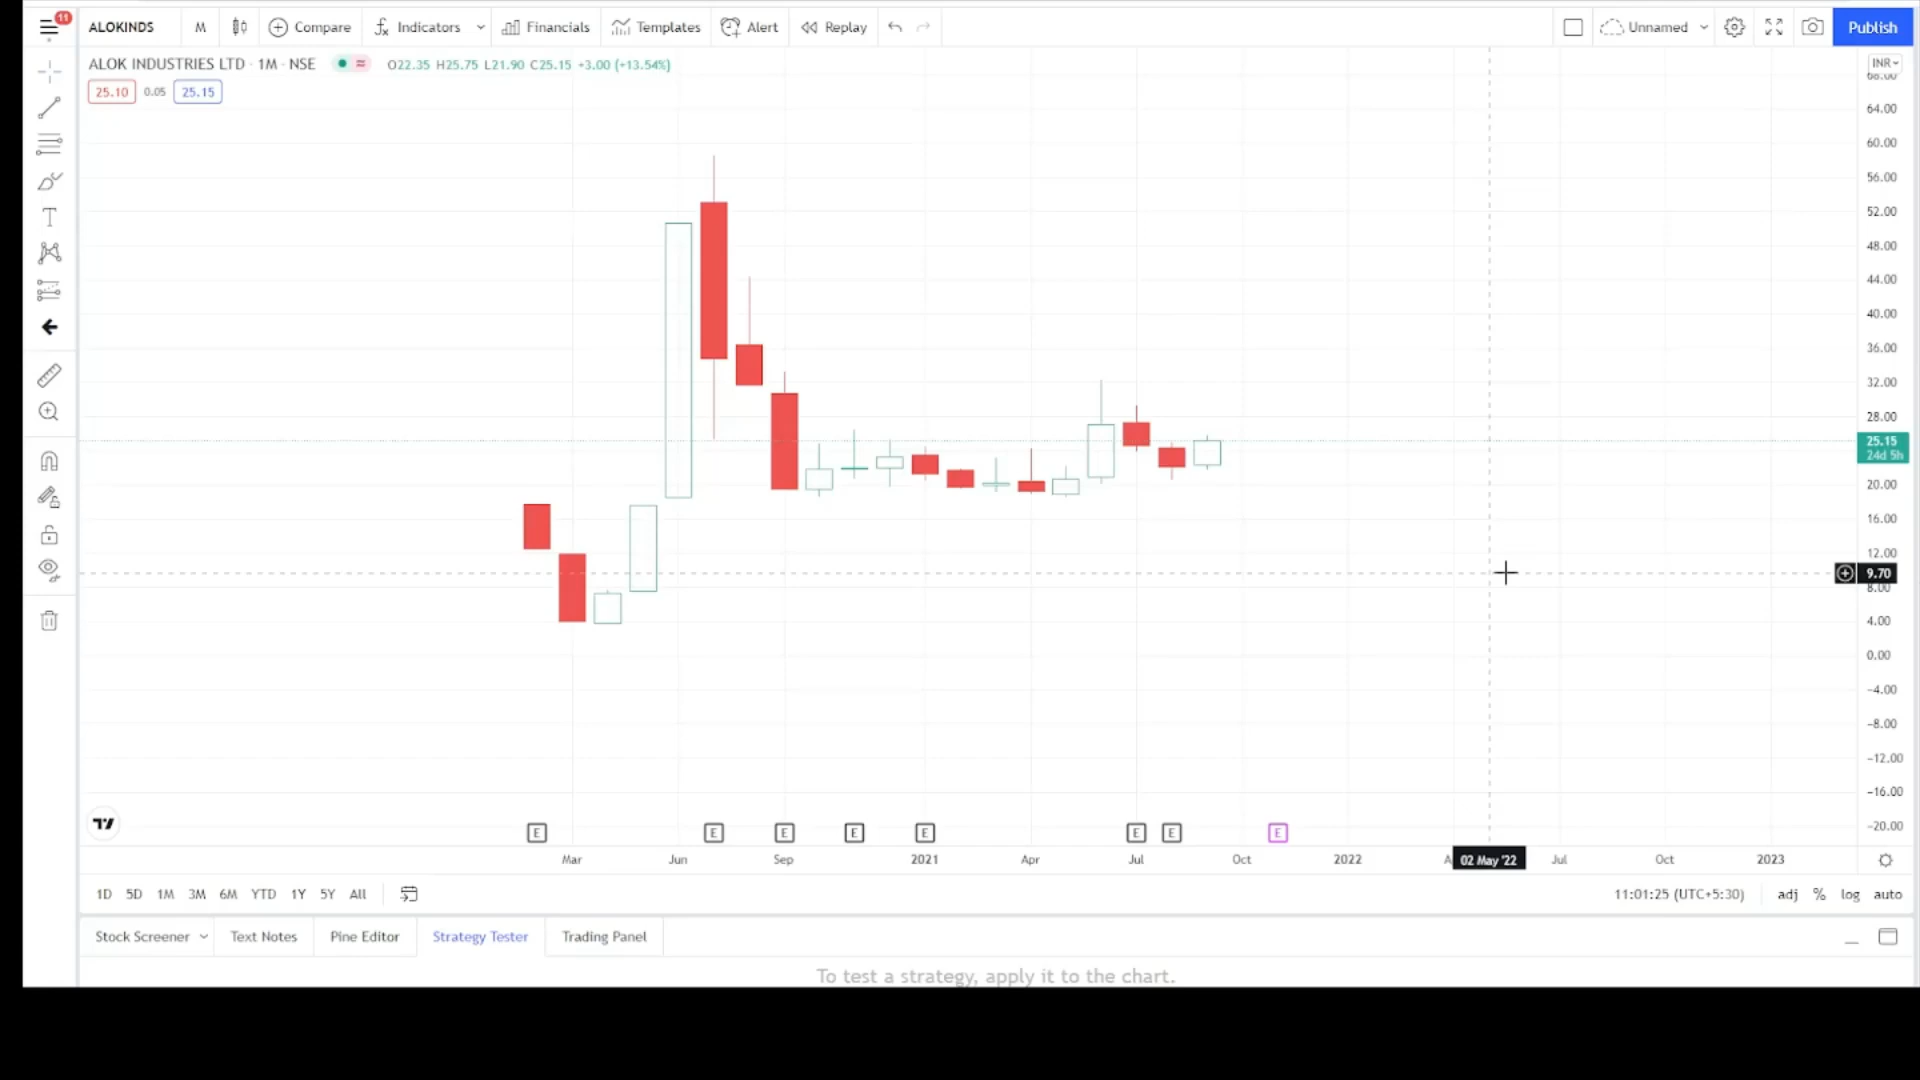 11
ALOKINDS M Compare Indicators Financials Templates Alert Replay Unnamed Publish
ALOK INDUSTRIES LTD · 1M · NSE O22.35 H25.75 L21.90 C25.15 +3.00 (+13.54%)
25.10 0.05 25.15
INR
68.00
64.00
60.00
56.00
52.00
48.00
44.00
40.00
36.00
32.00
28.00
25.15
24d 5h
20.00
16.00
12.00
9.70
8.00
4.00
0.00
−4.00
−8.00
−12.00
−16.00
−20.00
E E E E E E E E
Mar Jun Sep 2021 Apr Jul Oct 2022 A 02 May '22 Jul Oct 2023
1D 5D 1M 3M 6M YTD 1Y 5Y All 11:01:25 (UTC+5:30) adj % log auto
Stock Screener Text Notes Pine Editor Strategy Tester Trading Panel
To test a strategy, apply it to the chart.